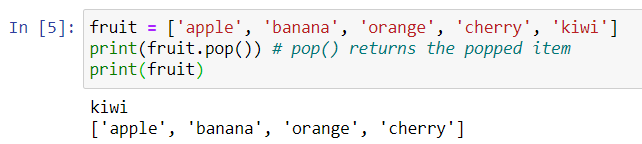 In [5]: fruit = ['apple', 'banana', 'orange', 'cherry', 'kiwi']
print(fruit.pop()) # pop() returns the popped item
print(fruit)
kiwi
['apple', 'banana', 'orange', 'cherry']